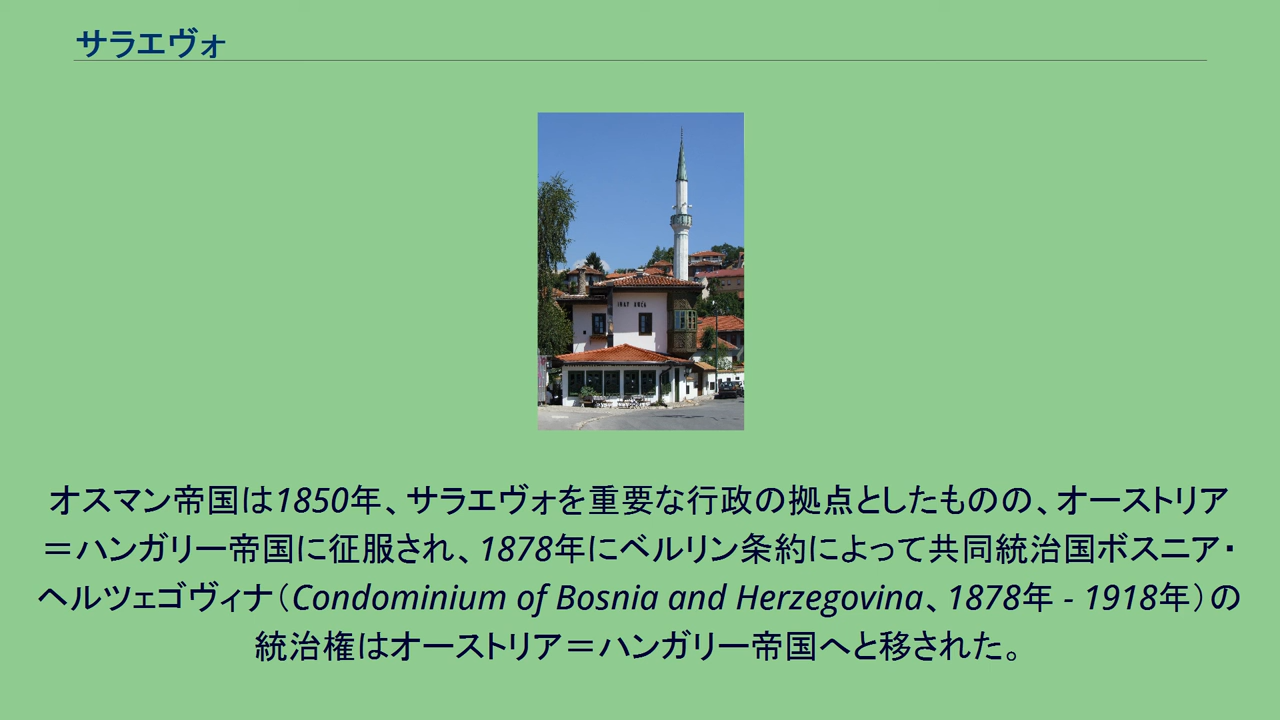 サラエヴォ
INAT KUĆA
オスマン帝国は1850年、サラエヴォを重要な行政の拠点としたものの、オーストリア
＝ハンガリー帝国に征服され、1878年にベルリン条約によって共同統治国ボスニア・
ヘルツェゴヴィナ（Condominium of Bosnia and Herzegovina、1878年 - 1918年）の
統治権はオーストリア＝ハンガリー帝国へと移された。